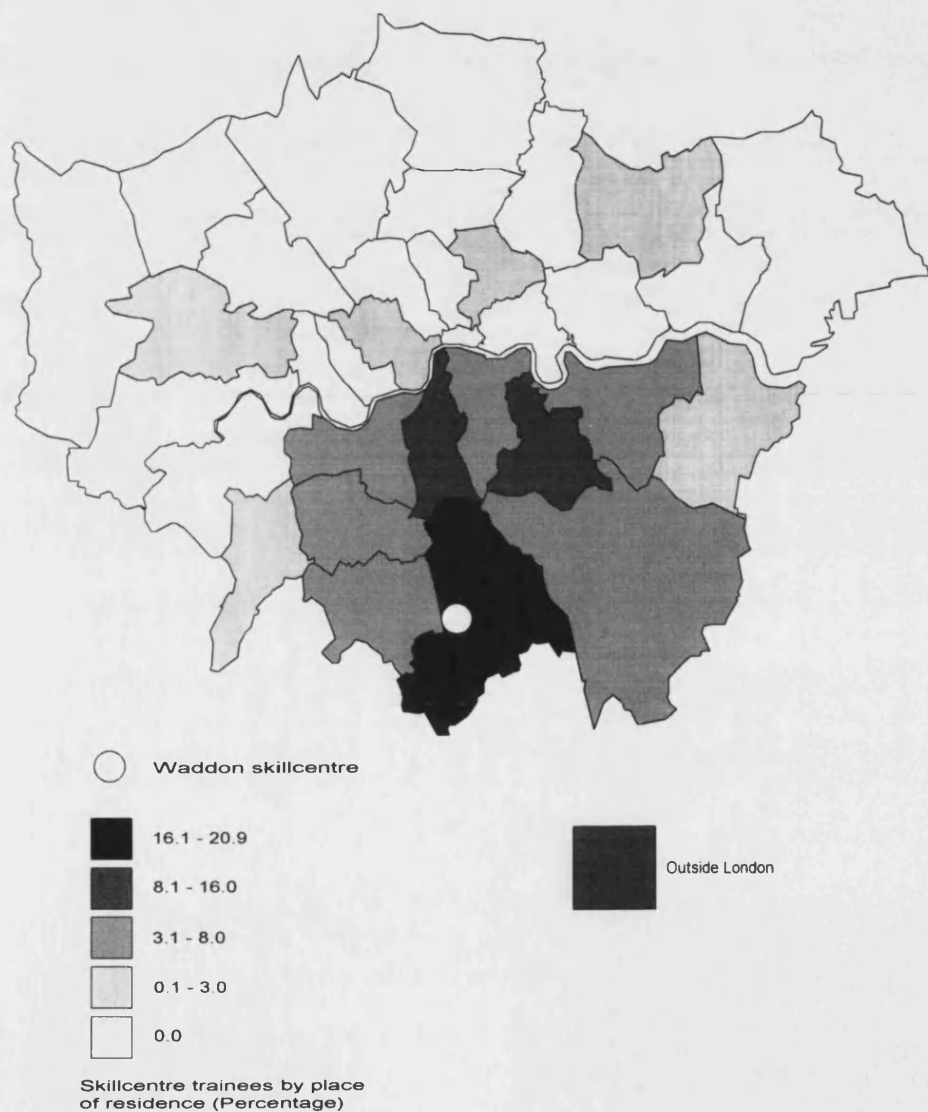 Waddon skillcentre
16.1 - 20.9
8.1 - 16.0
3.1 - 8.0
0.1 - 3.0
0.0
Outside London
Skillcentre trainees by place
of residence (Percentage)